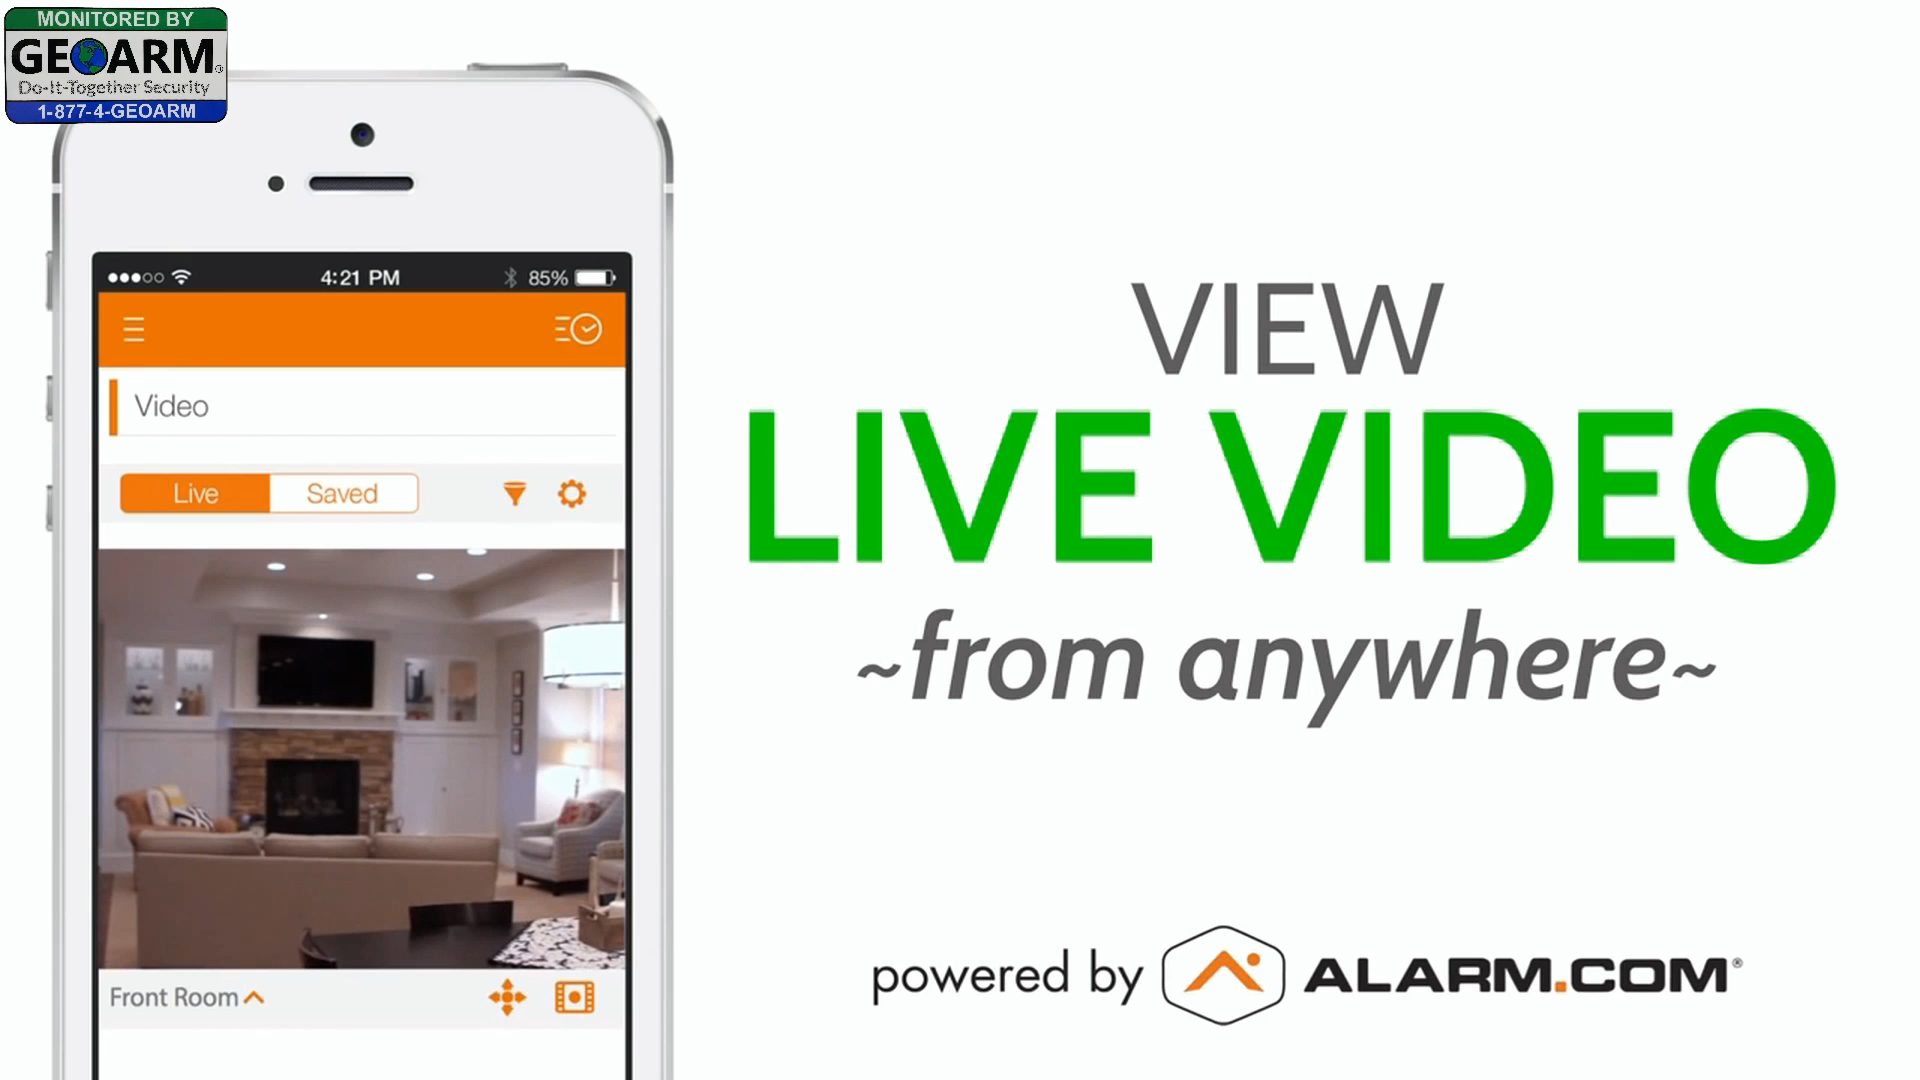 MONITORED BY
GEOARM®
Do-It-Together Security
1-877-4-GEOARM
4:21 PM
85%
Video
Live
Saved
Front Room
VIEW
LIVE VIDEO
~from anywhere~
powered by ALARM.COM®